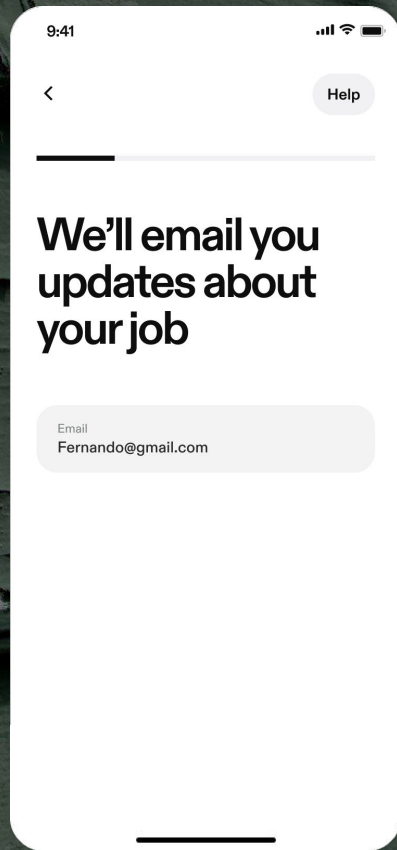 9:41
Help
We’ll email you
updates about
your job
Email
Fernando@gmail.com